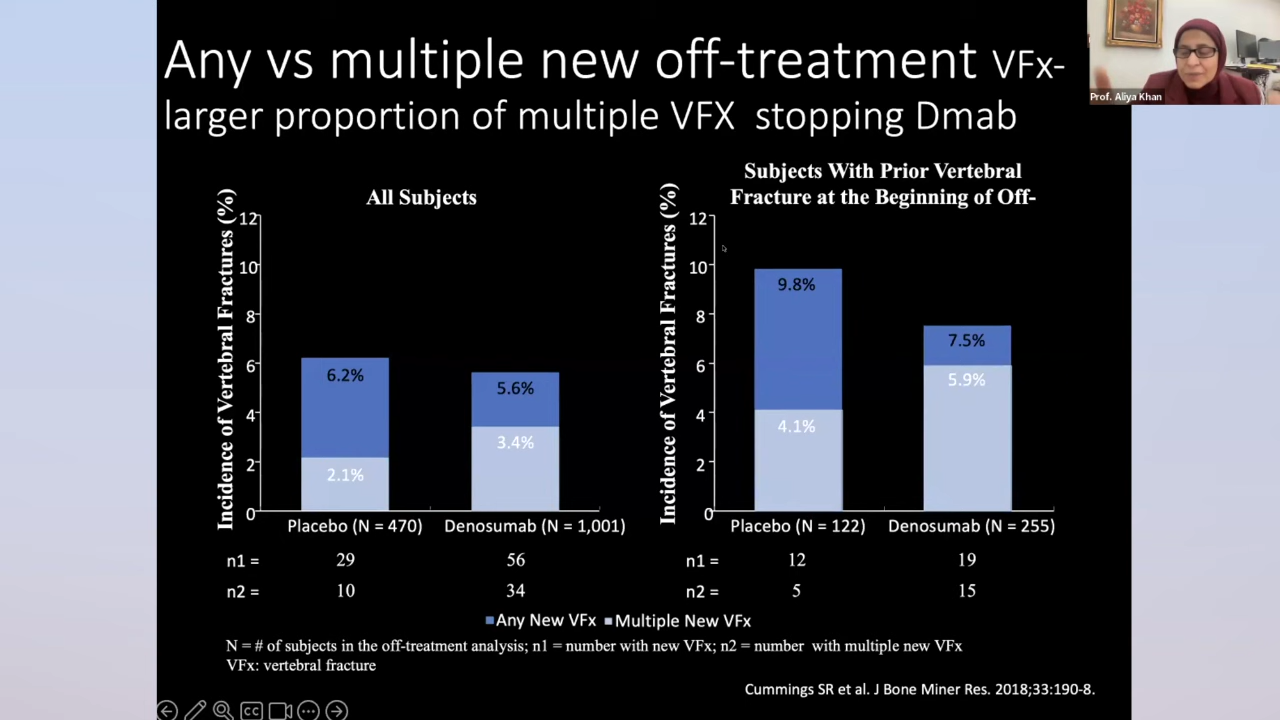 Any vs multiple new off-treatment VFx-
larger proportion of multiple VFX stopping Dmab
Prof. Aliya Khan
All Subjects
Incidence of Vertebral Fractures (%)
12
10
8
6
4
2
0
6.2%
2.1%
5.6%
3.4%
Placebo (N = 470)
Denosumab (N = 1,001)
n1 = 29 56
n2 = 10 34
Subjects With Prior Vertebral
Fracture at the Beginning of Off-
Incidence of Vertebral Fractures (%)
12
10
8
6
4
2
0
9.8%
4.1%
7.5%
5.9%
Placebo (N = 122)
Denosumab (N = 255)
n1 = 12 19
n2 = 5 15
Any New VFx Multiple New VFx
N = # of subjects in the off-treatment analysis; n1 = number with new VFx; n2 = number with multiple new VFx
VFx: vertebral fracture
Cummings SR et al. J Bone Miner Res. 2018;33:190-8.
CC